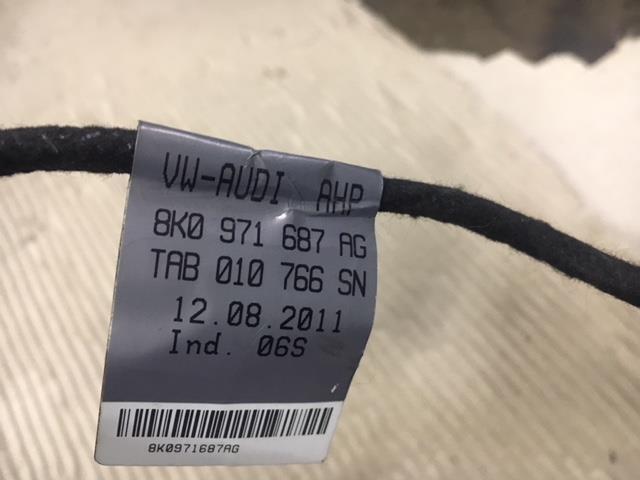 VW-AUDI AHP
8K0 971 687 AG
TAB 010 766 SN
12.08.2011
Ind. 06S
8K0971687AG